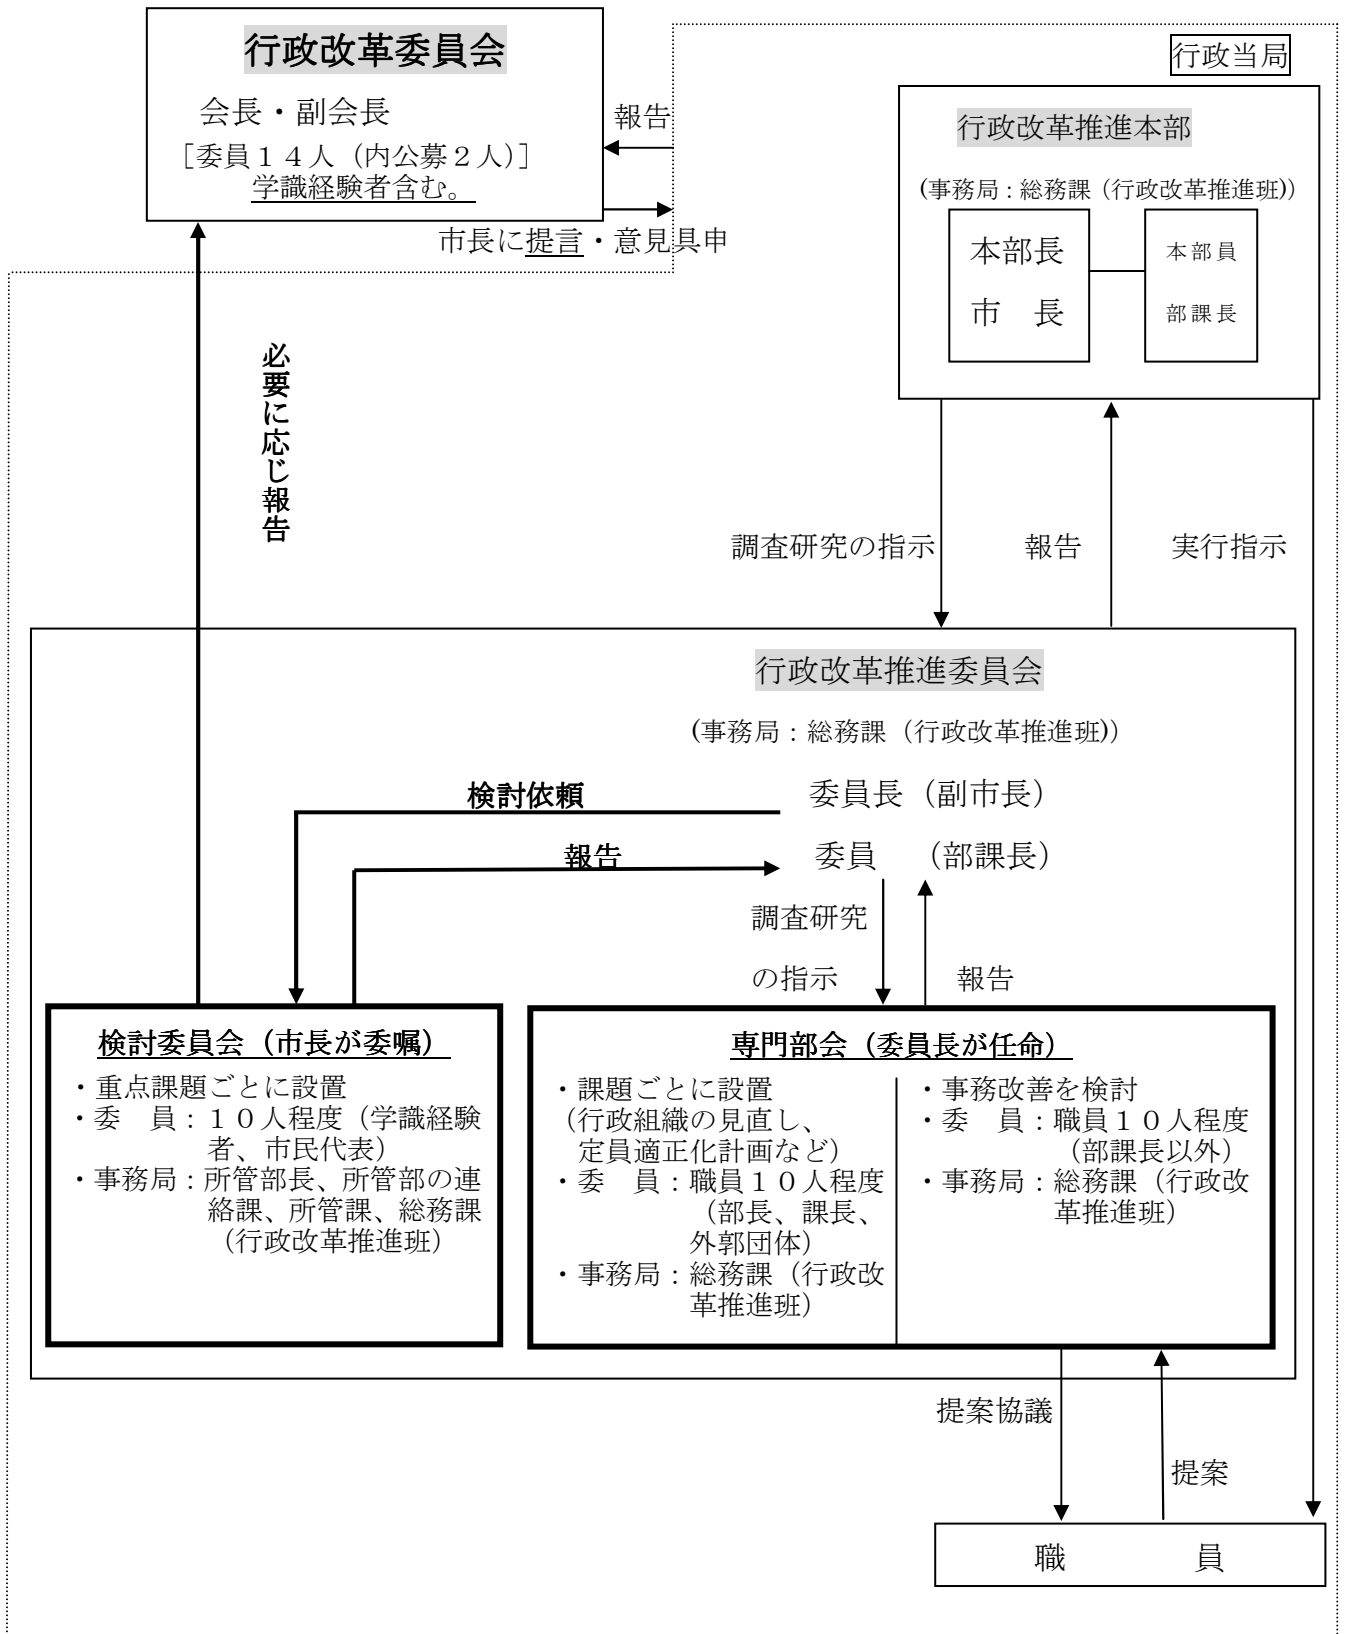 行政改革委員会
会長・副会長
［委員１４人（内公募２人）］
学識経験者含む。
報告
市長に提言・意見具申
行政当局
行政改革推進本部
(事務局：総務課（行政改革推進班)）
本部長
市　長
本部員
部課長
必要に応じ報告
調査研究の指示
報告
実行指示
行政改革推進委員会
(事務局：総務課（行政改革推進班)）
検討依頼
委員長（副市長）
報告
委員　（部課長）
調査研究
の指示
報告
検討委員会（市長が委嘱）
・重点課題ごとに設置
・委　員：１０人程度（学識経験
者、市民代表）
・事務局：所管部長、所管部の連
絡課、所管課、総務課
（行政改革推進班）
専門部会（委員長が任命）
・課題ごとに設置
（行政組織の見直し、
定員適正化計画など）
・委　員：職員１０人程度
（部長、課長、
外郭団体）
・事務局：総務課（行政改
革推進班）
・事務改善を検討
・委　員：職員１０人程度
（部課長以外）
・事務局：総務課（行政改
革推進班）
提案協議
提案
職　　　　員